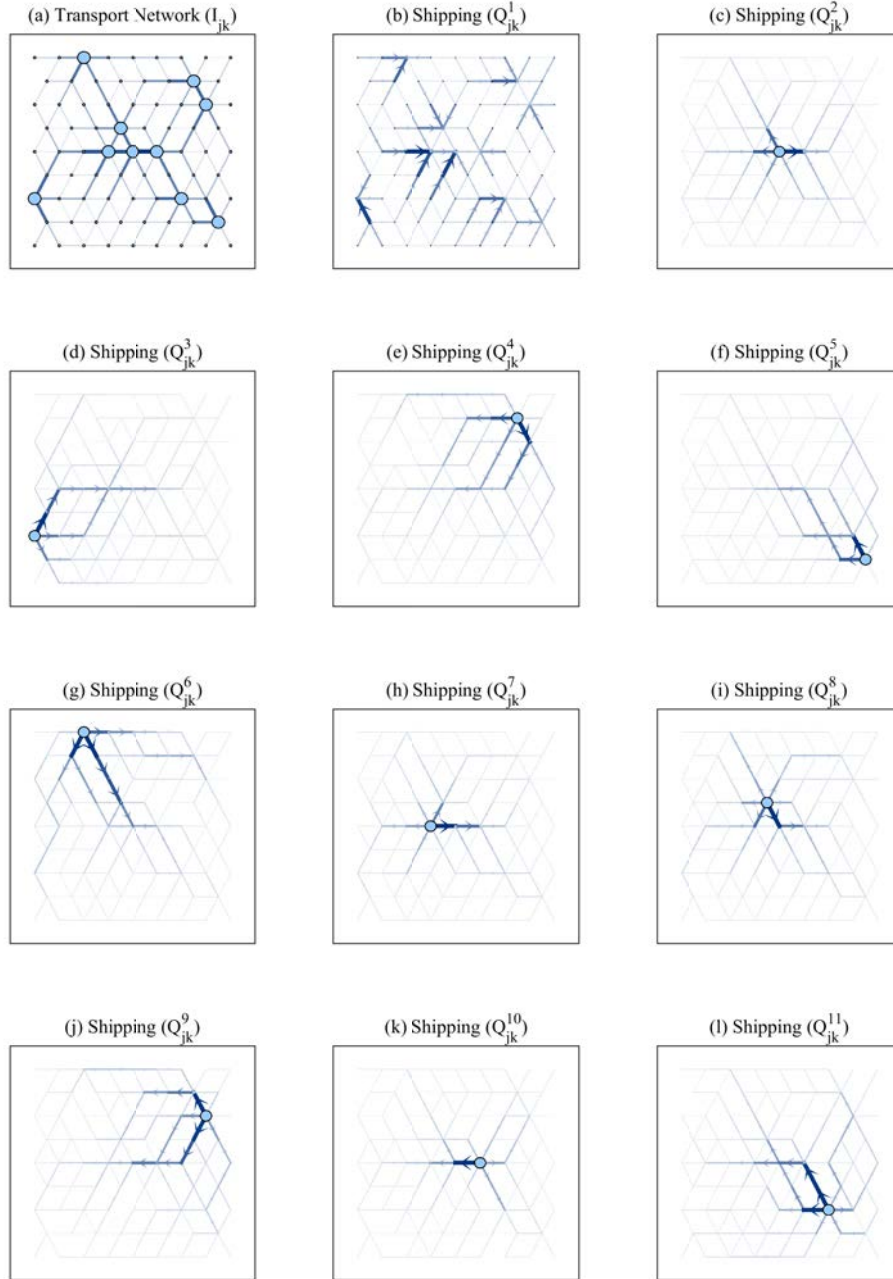 (a) Transport Network (I_jk)
(b) Shipping (Q^1_jk)
(c) Shipping (Q^2_jk)
(d) Shipping (Q^3_jk)
(e) Shipping (Q^4_jk)
(f) Shipping (Q^5_jk)
(g) Shipping (Q^6_jk)
(h) Shipping (Q^7_jk)
(i) Shipping (Q^8_jk)
(j) Shipping (Q^9_jk)
(k) Shipping (Q^10_jk)
(l) Shipping (Q^11_jk)